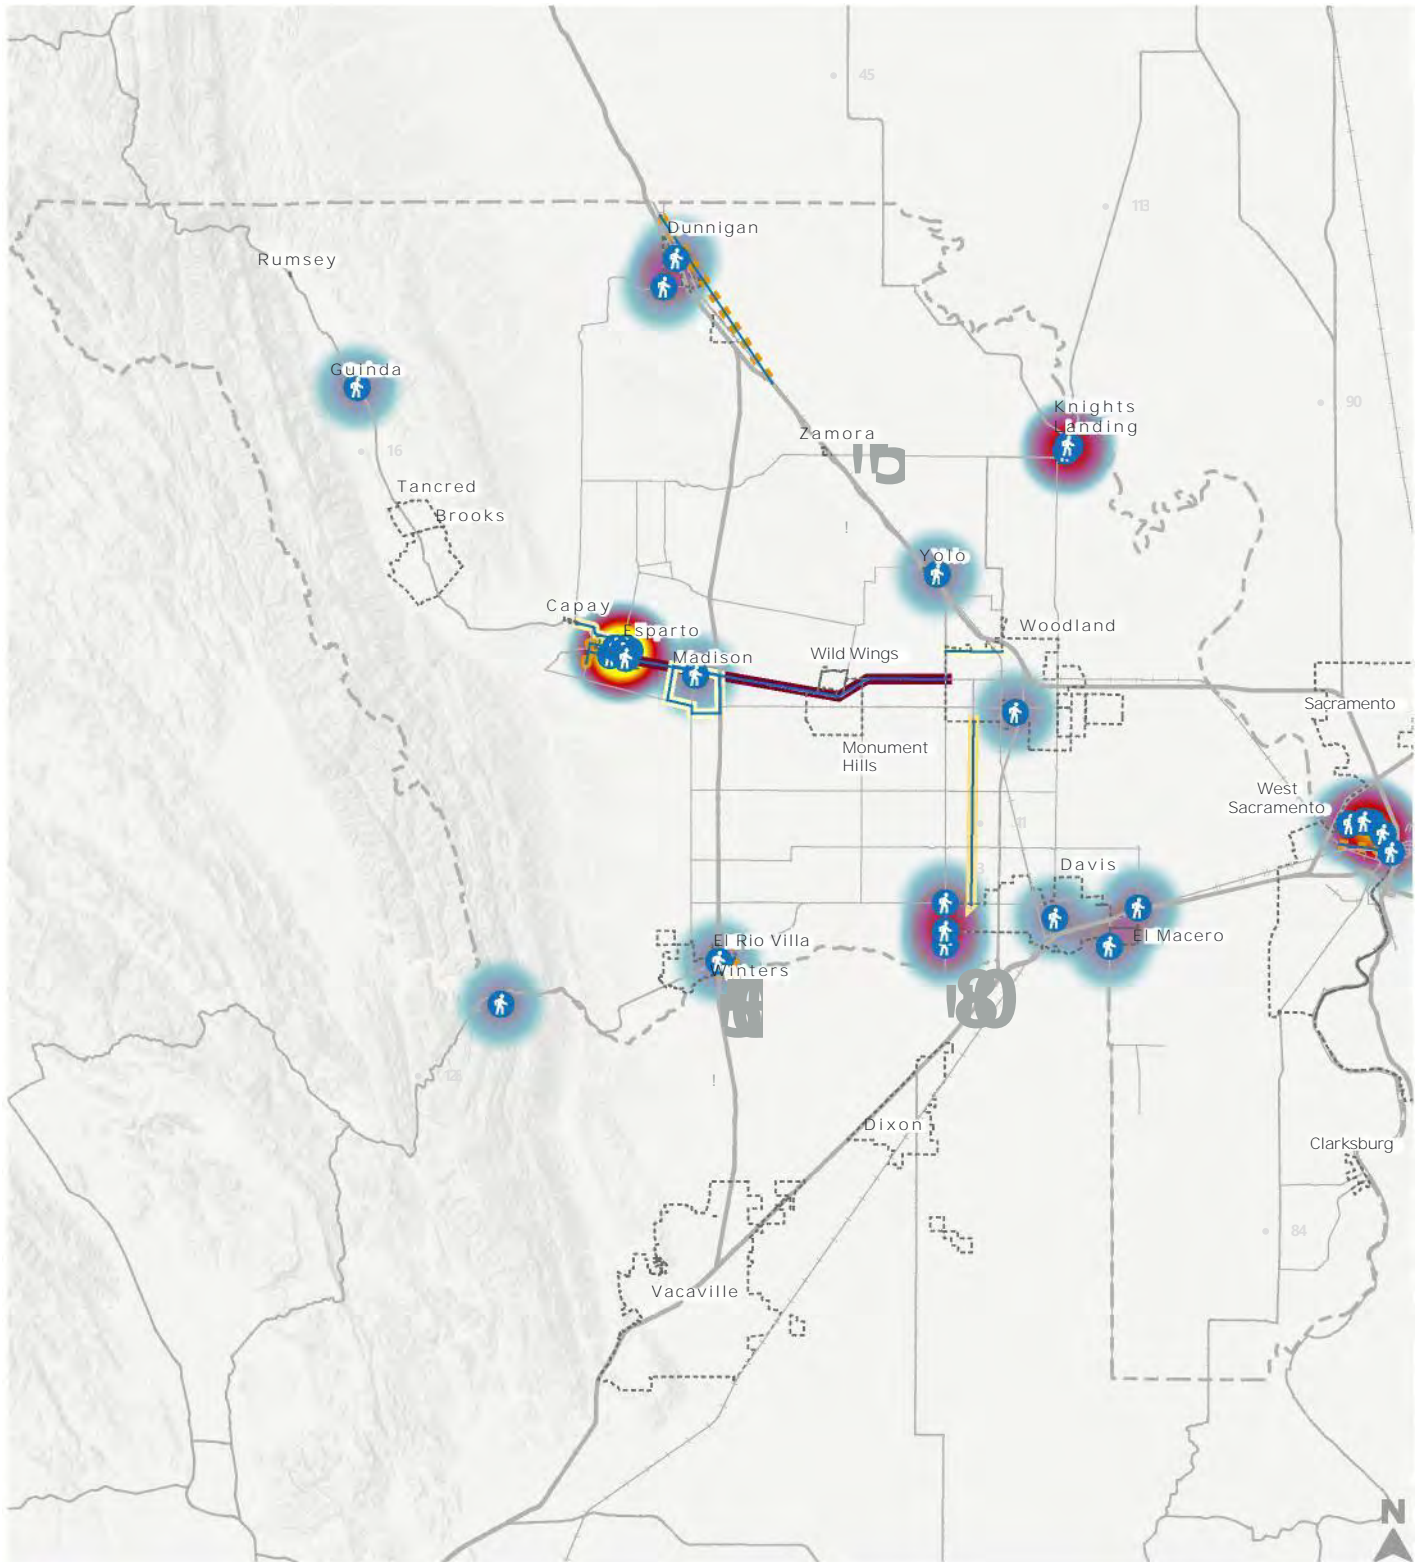 45
113
Dunnigan
Rumsey
Guinda
90
Knights
Landing
Zamora
16
Tancred
Brooks
Yolo
Capay
Woodland
Esparto
Wild Wings
Madison
Sacramento
Monument
Hills
West
Sacramento
Davis
El Macero
El Rio Villa
Winters
80
Dixon
Clarksburg
84
Vacaville
N